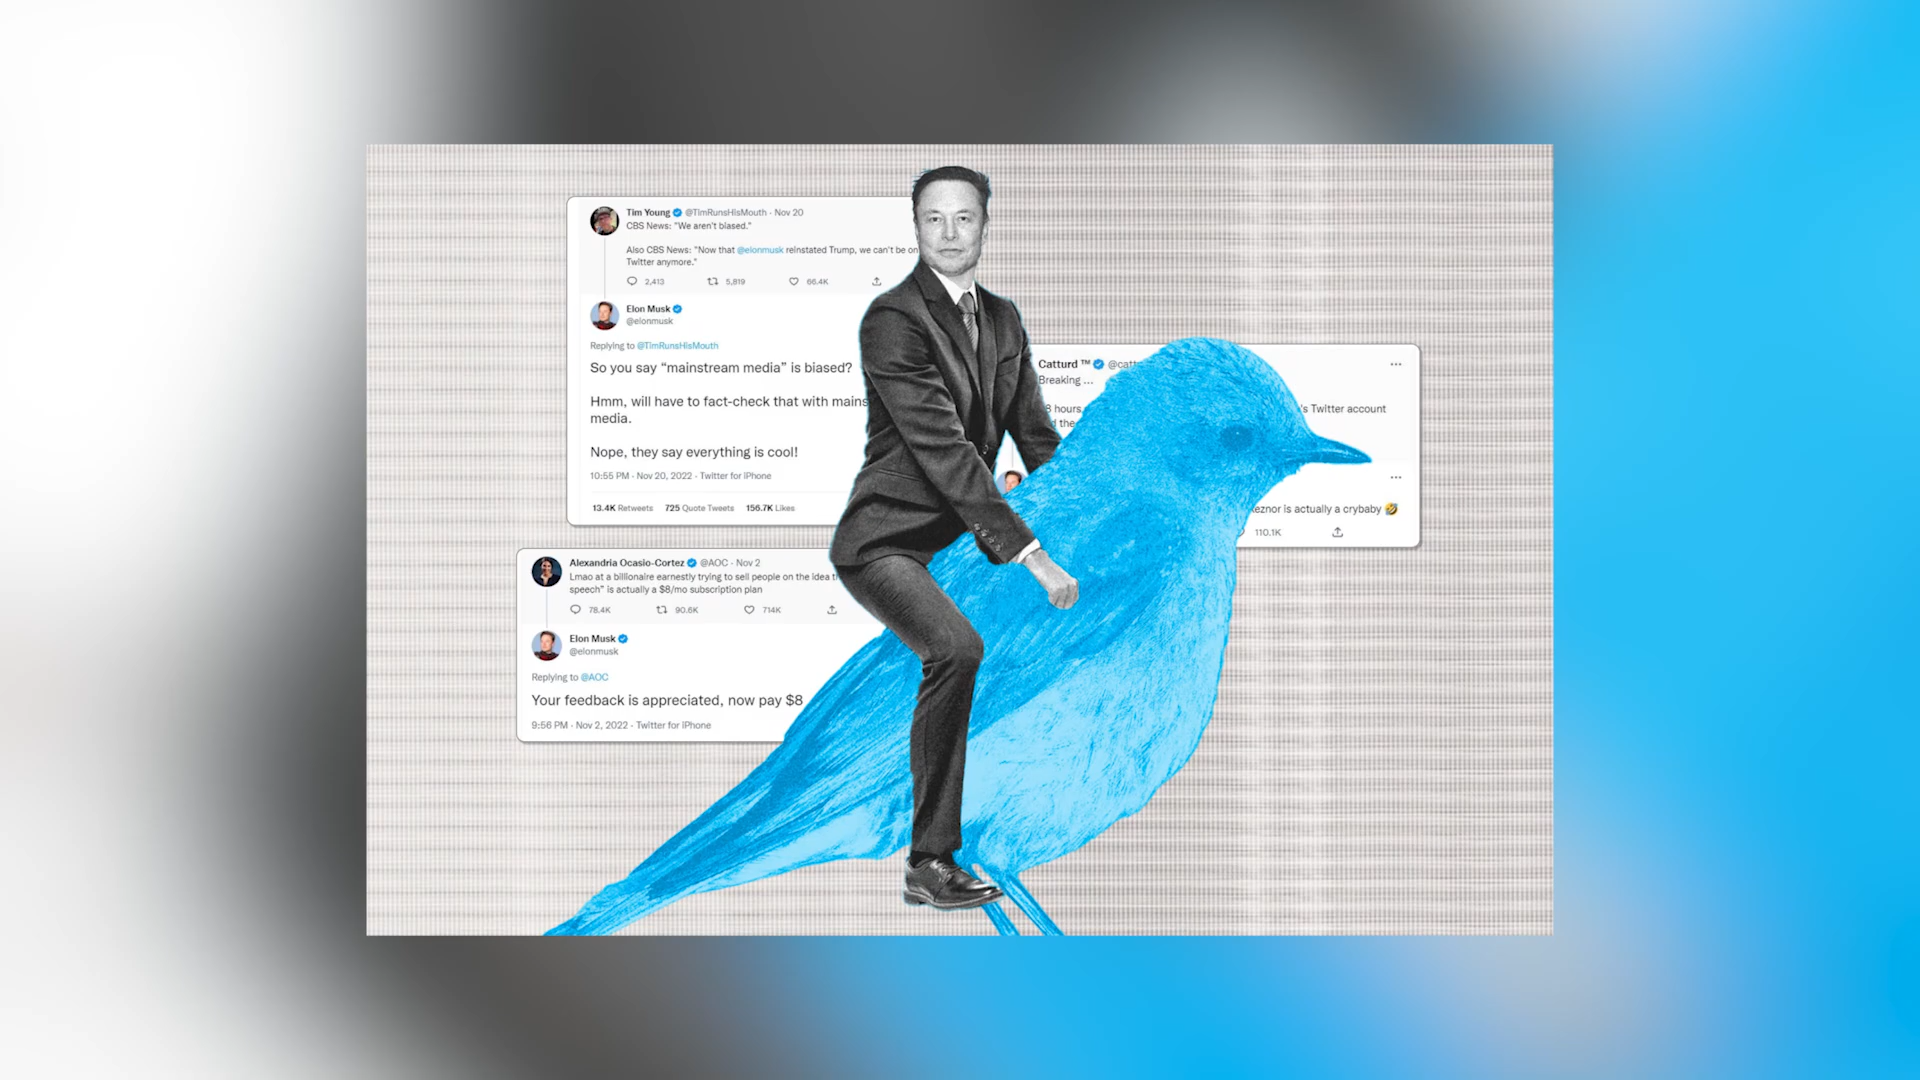 Tim Young @TimRunsHisMouth · Nov 20
CBS News: "We aren't biased."
Also CBS News: "Now that @elonmusk reinstated Trump, we can't be on
Twitter anymore."
2,413 5,819 66.4K
Elon Musk
@elonmusk
Replying to @TimRunsHisMouth
So you say “mainstream media” is biased?
Hmm, will have to fact-check that with mains
media.
Nope, they say everything is cool!
10:55 PM · Nov 20, 2022 · Twitter for iPhone
13.4K Retweets 725 Quote Tweets 156.7K Likes
Catturd ™ @catt
Breaking ...
8 hours
's Twitter account
d the
eznor is actually a crybaby 🤣
110.1K
Alexandria Ocasio-Cortez @AOC · Nov 2
Lmao at a billionaire earnestly trying to sell people on the idea th
speech” is actually a $8/mo subscription plan
78.4K 90.6K 714K
Elon Musk
@elonmusk
Replying to @AOC
Your feedback is appreciated, now pay $8
9:56 PM · Nov 2, 2022 · Twitter for iPhone